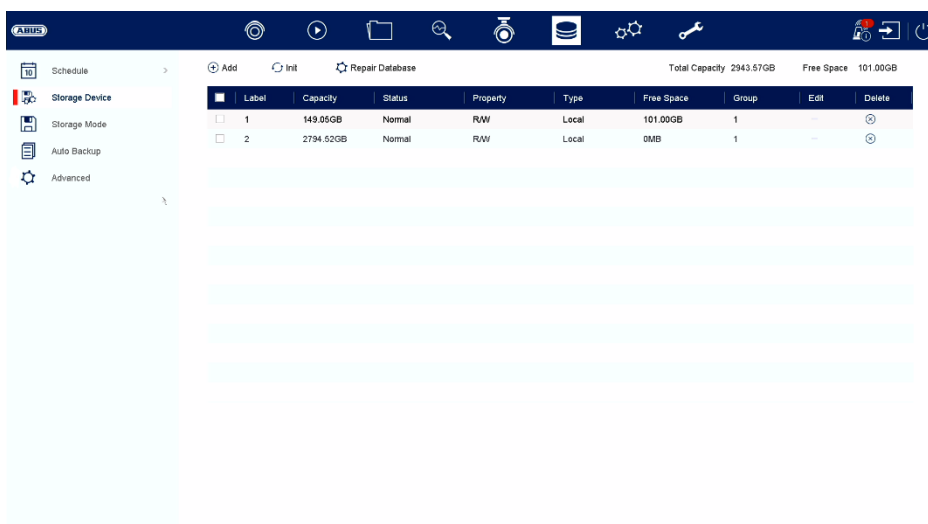 ABUS
10 Schedule >
Storage Device
Storage Mode
Auto Backup
Advanced
Add Init Repair Database Total Capacity 2943.57GB Free Space 101.00GB
Label Capacity Status Property Type Free Space Group Edit Delete
1 149.05GB Normal R/W Local 101.00GB 1 —
2 2794.52GB Normal R/W Local 0MB 1 —